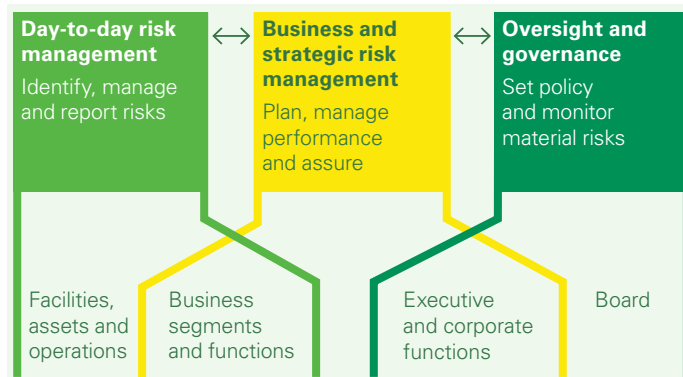 Day-to-day risk
management
Identify, manage
and report risks
Business and
strategic risk
management
Plan, manage
performance
and assure
Oversight and
governance
Set policy
and monitor
material risks
Facilities,
assets and
operations
Business
segments
and functions
Executive
and corporate
functions
Board